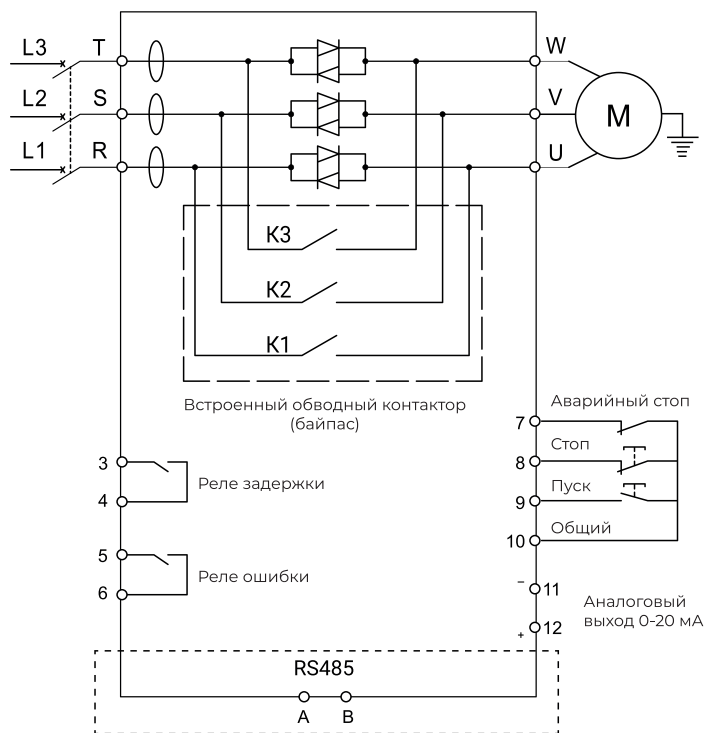 L3 T W
L2 S V M
L1 R U
K3
K2
K1
Встроенный обводный контактор
(байпас)
Аварийный стоп
7
Стоп
8
Пуск
9
Общий
10
3
4
Реле задержки
5
6
Реле ошибки
– 11
+ 12
Аналоговый
выход 0-20 мА
RS485
A B